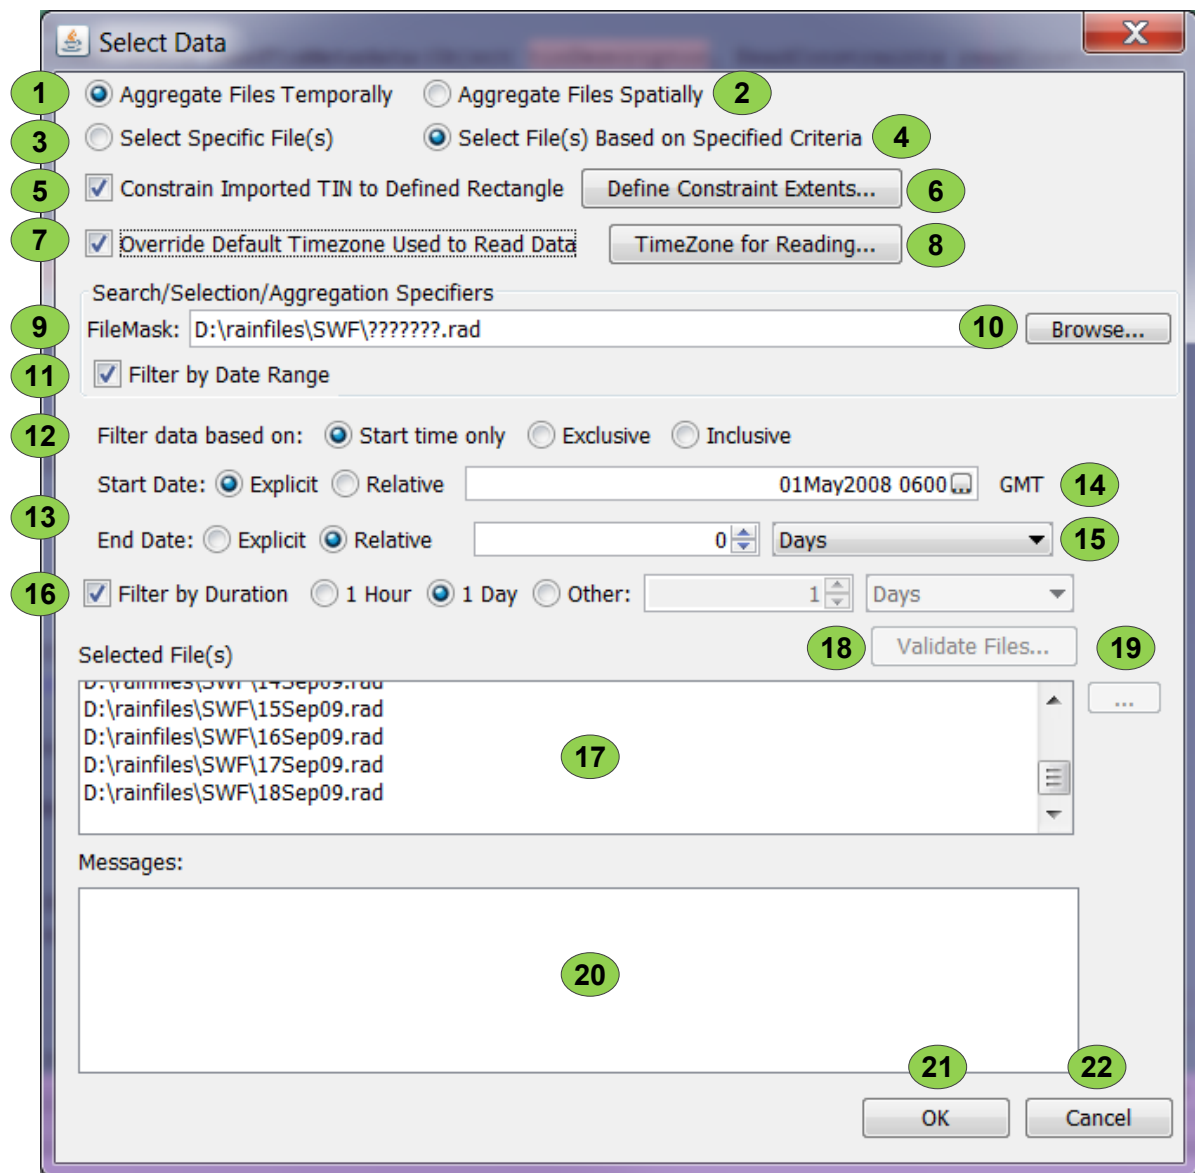 Select Data
X
1 Aggregate Files Temporally Aggregate Files Spatially 2
3 Select Specific File(s) Select File(s) Based on Specified Criteria 4
5 Constrain Imported TIN to Defined Rectangle Define Constraint Extents... 6
7 Override Default Timezone Used to Read Data TimeZone for Reading... 8
Search/Selection/Aggregation Specifiers
9 FileMask: D:\rainfiles\SWF\???????.rad 10 Browse...
11 Filter by Date Range
12 Filter data based on: Start time only Exclusive Inclusive
Start Date: Explicit Relative 01May2008 0600 ... GMT 14
13
End Date: Explicit Relative 0 Days 15
16 Filter by Duration 1 Hour 1 Day Other: 1 Days
Selected File(s) 18 Validate Files... 19
D:\rainfiles\SWF\14Sep09.rad
...
D:\rainfiles\SWF\15Sep09.rad
D:\rainfiles\SWF\16Sep09.rad
D:\rainfiles\SWF\17Sep09.rad 17
D:\rainfiles\SWF\18Sep09.rad
Messages:
20
21 22
OK Cancel